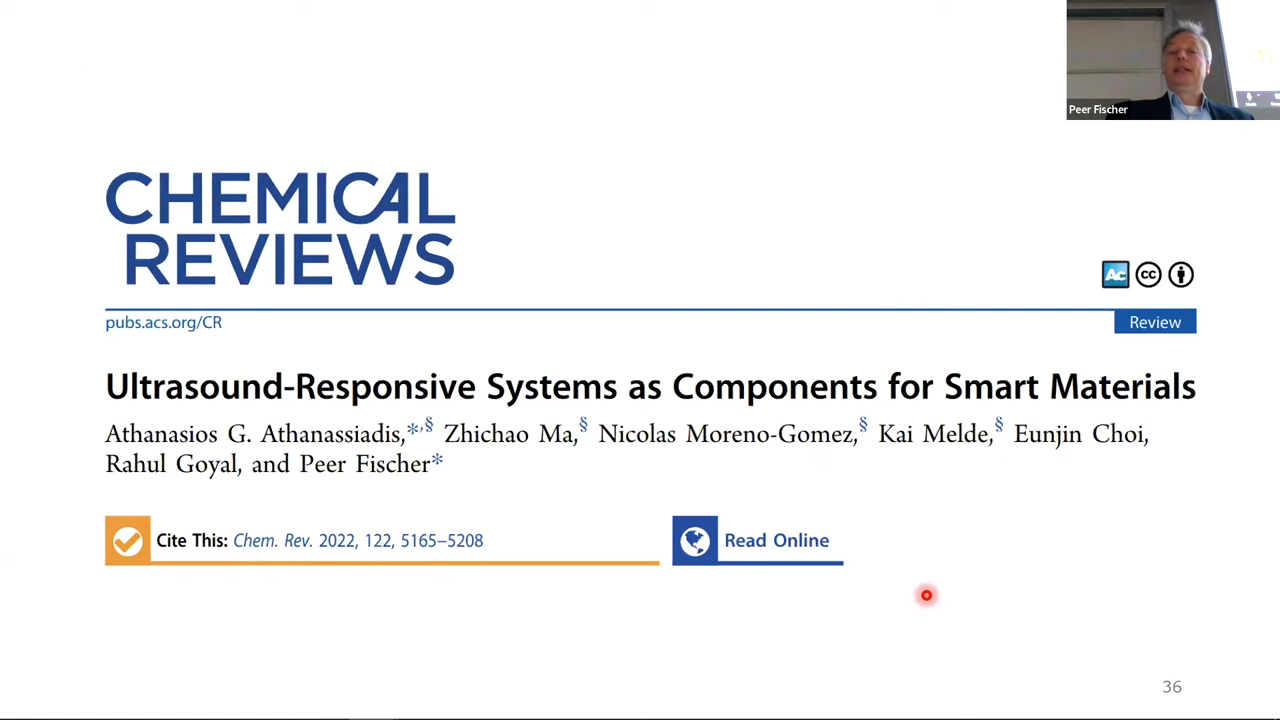 Peer Fischer
CHEMICAL
REVIEWS
Ac cc
pubs.acs.org/CR
Review
Ultrasound-Responsive Systems as Components for Smart Materials
Athanasios G. Athanassiadis,*,§ Zhichao Ma,§ Nicolas Moreno-Gomez,§ Kai Melde,§ Eunjin Choi,
Rahul Goyal, and Peer Fischer*
Cite This: Chem. Rev. 2022, 122, 5165–5208
Read Online
36